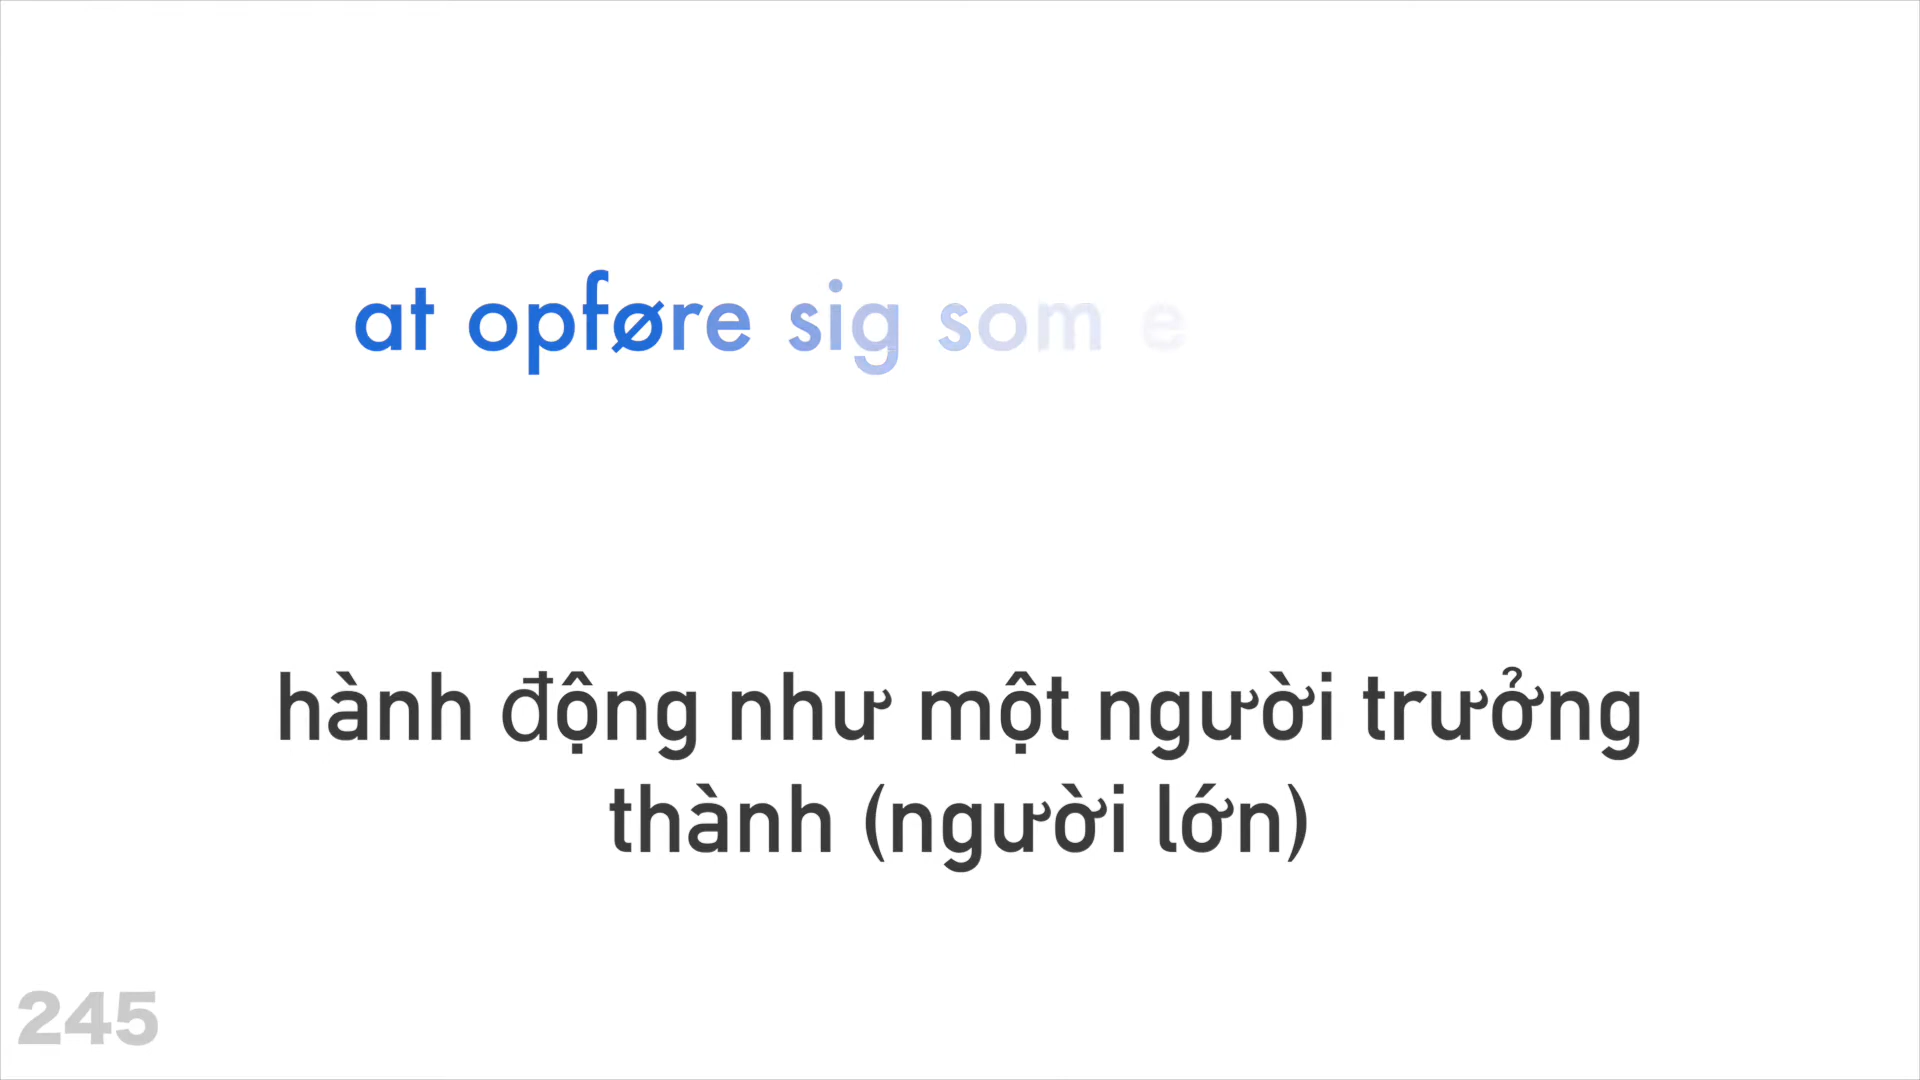 at opføre sig som e
hành động như một người trưởng
thành (người lớn)
245